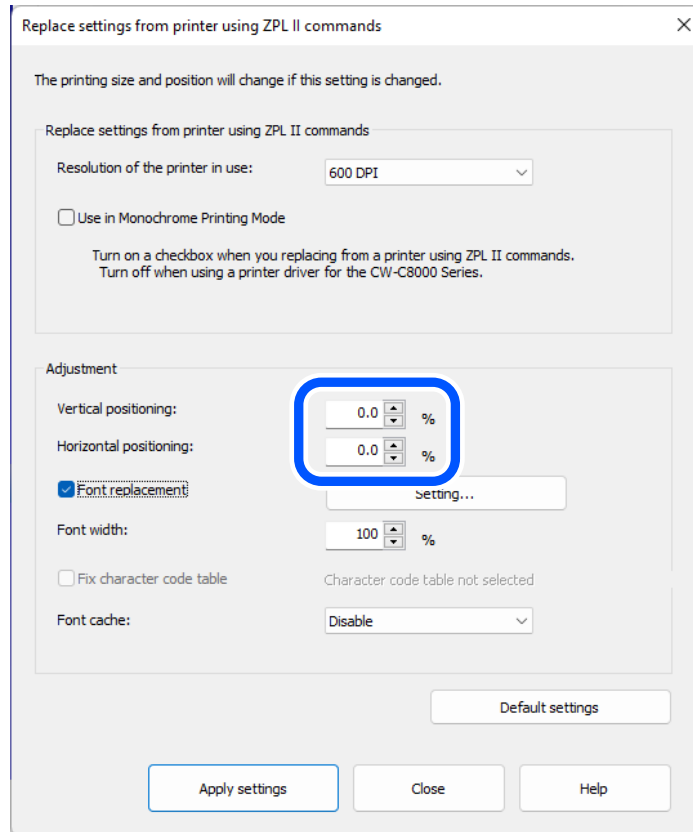 Replace settings from printer using ZPL II commands
The printing size and position will change if this setting is changed.
Replace settings from printer using ZPL II commands
Resolution of the printer in use: 600 DPI
Use in Monochrome Printing Mode
Turn on a checkbox when you replacing from a printer using ZPL II commands.
Turn off when using a printer driver for the CW-C8000 Series.
Adjustment
Vertical positioning: 0.0 %
Horizontal positioning: 0.0 %
Font replacement Setting...
Font width: 100 %
Fix character code table Character code table not selected
Font cache: Disable
Default settings
Apply settings Close Help